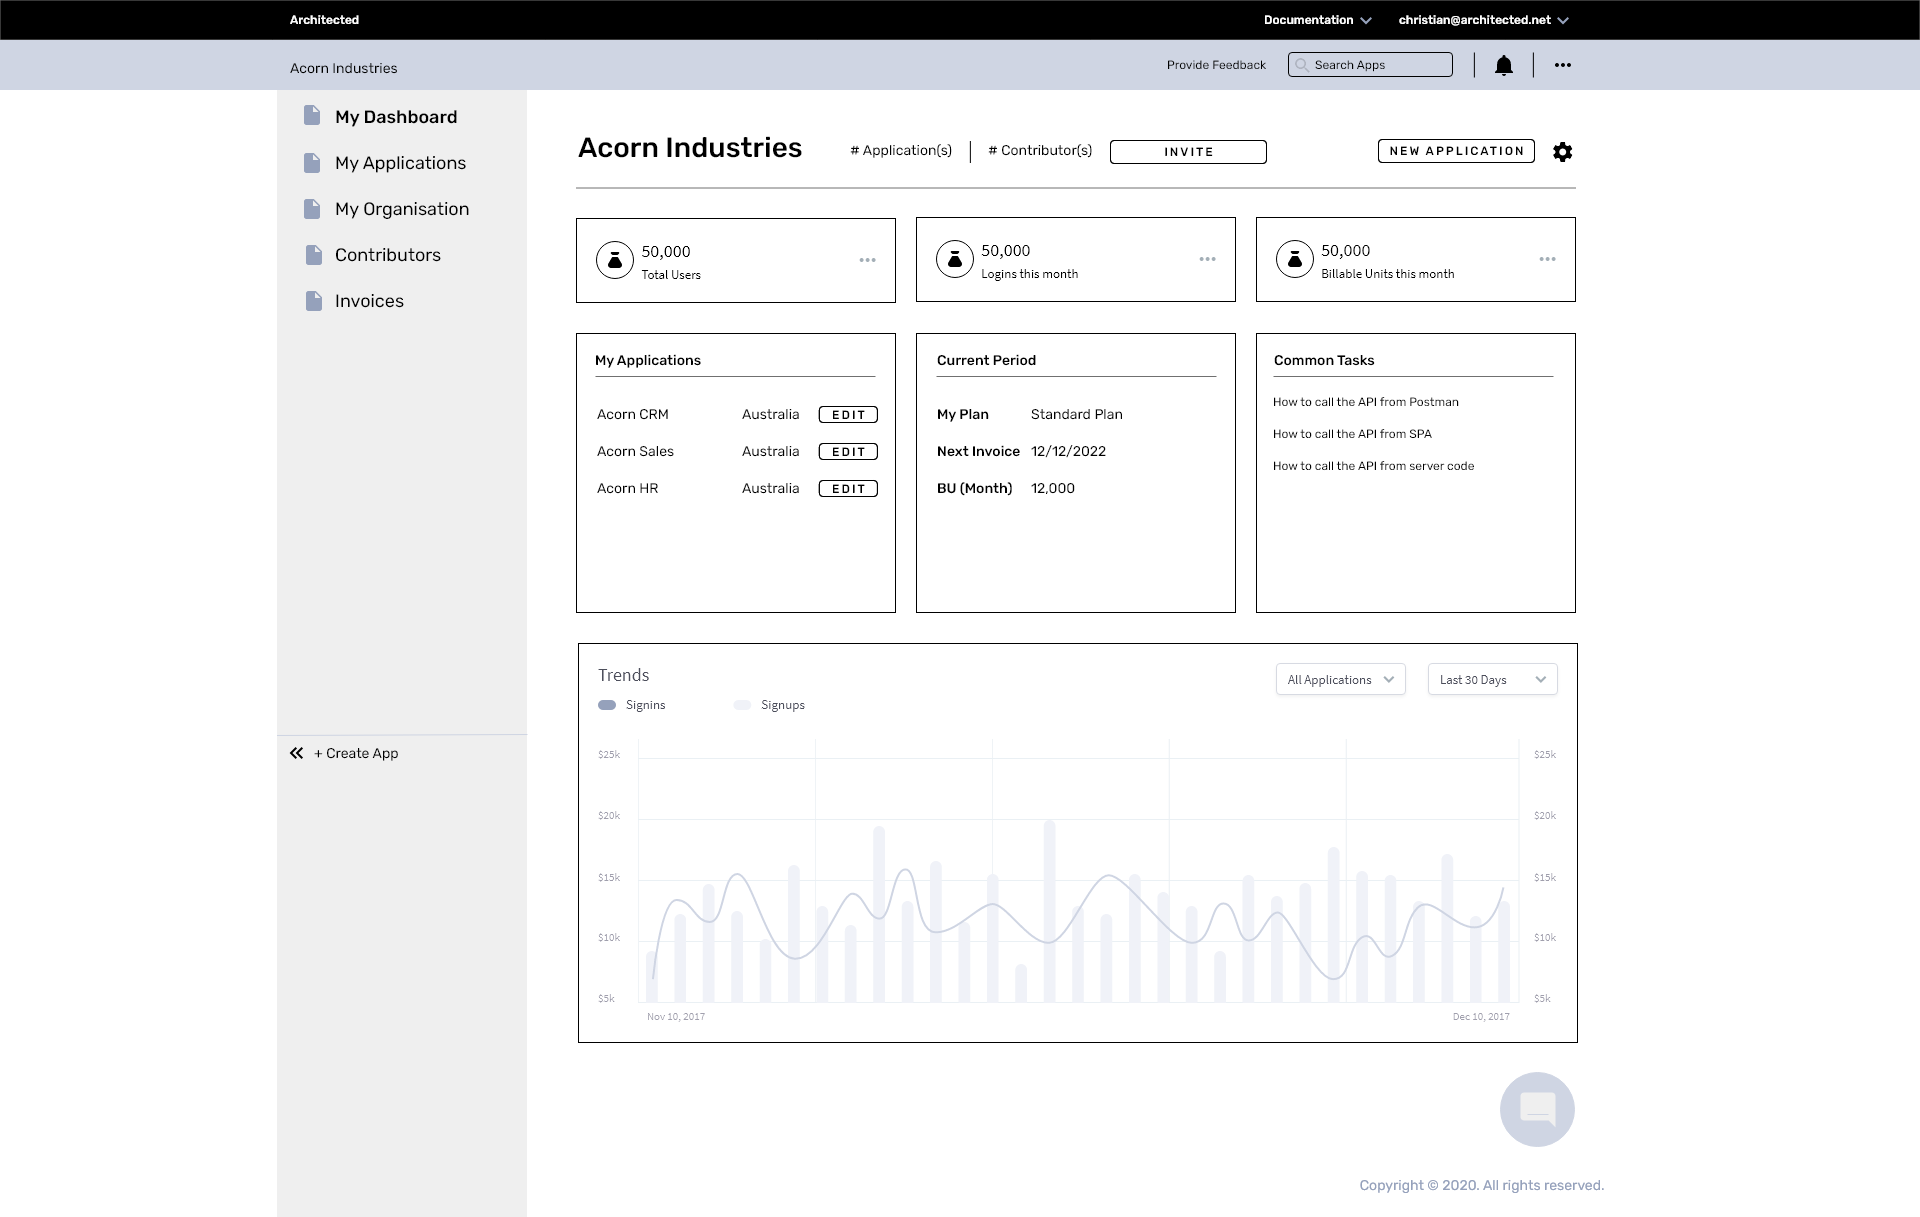 Architected
Documentation
christian@architected.net
Acorn Industries
Provide Feedback
Search Apps
My Dashboard
My Applications
My Organisation
Contributors
Invoices
+ Create App
Acorn Industries
# Application(s)
# Contributor(s)
INVITE
NEW APPLICATION
50,000
Total Users
50,000
Logins this month
50,000
Billable Units this month
My Applications
Acorn CRM Australia EDIT
Acorn Sales Australia EDIT
Acorn HR Australia EDIT
Current Period
My Plan Standard Plan
Next Invoice 12/12/2022
BU (Month) 12,000
Common Tasks
How to call the API from Postman
How to call the API from SPA
How to call the API from server code
Trends
All Applications
Last 30 Days
Signins
Signups
$25k $25k
$20k $20k
$15k $15k
$10k $10k
$5k $5k
Nov 10, 2017 Dec 10, 2017
Copyright © 2020. All rights reserved.